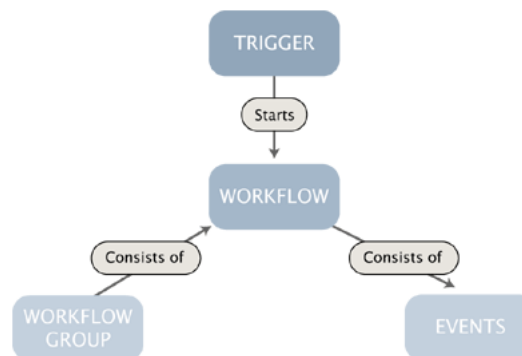 TRIGGER
Starts
WORKFLOW
Consists of
Consists of
WORKFLOW
GROUP
EVENTS